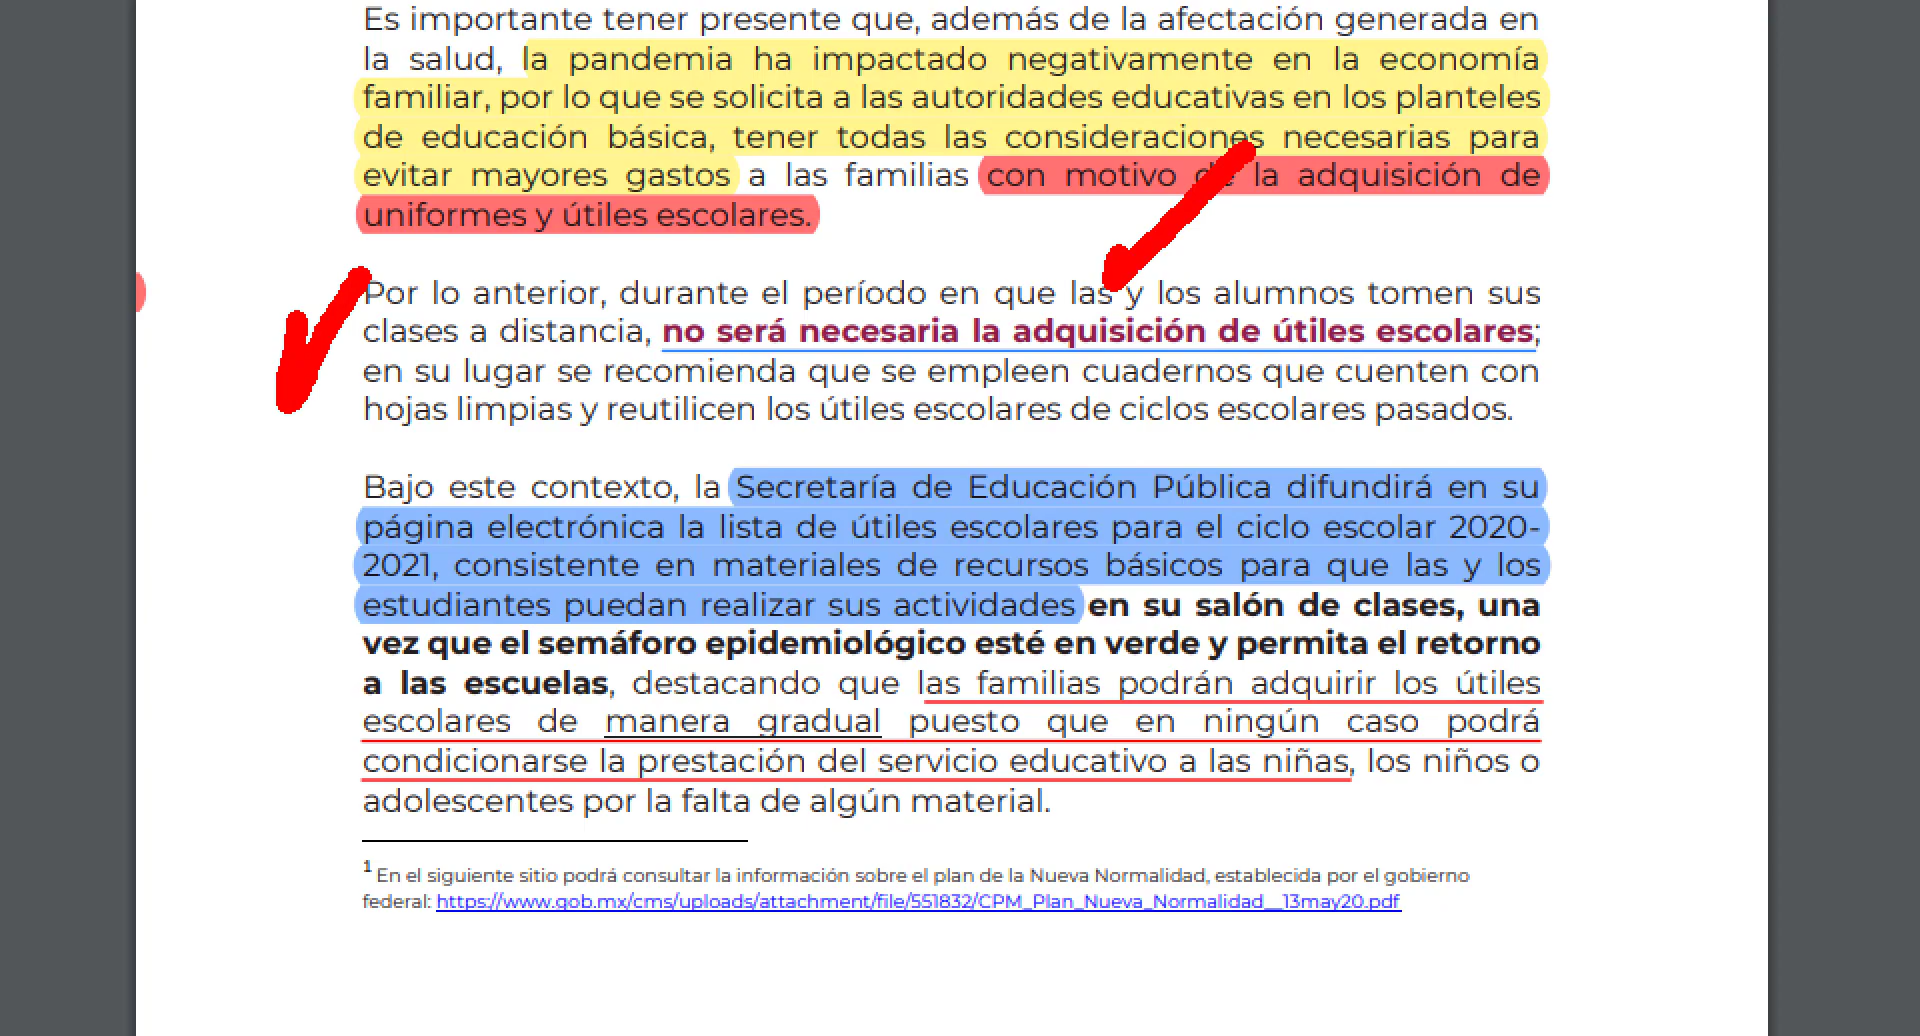 Es importante tener presente que, además de la afectación generada en
la salud, la pandemia ha impactado negativamente en la economía
familiar, por lo que se solicita a las autoridades educativas en los planteles
de educación básica, tener todas las consideraciones necesarias para
evitar mayores gastos a las familias con motivo de la adquisición de
uniformes y útiles escolares.
Por lo anterior, durante el período en que las y los alumnos tomen sus
clases a distancia, no será necesaria la adquisición de útiles escolares;
en su lugar se recomienda que se empleen cuadernos que cuenten con
hojas limpias y reutilicen los útiles escolares de ciclos escolares pasados.
Bajo este contexto, la Secretaría de Educación Pública difundirá en su
página electrónica la lista de útiles escolares para el ciclo escolar 2020-
2021, consistente en materiales de recursos básicos para que las y los
estudiantes puedan realizar sus actividades en su salón de clases, una
vez que el semáforo epidemiológico esté en verde y permita el retorno
a las escuelas, destacando que las familias podrán adquirir los útiles
escolares de manera gradual puesto que en ningún caso podrá
condicionarse la prestación del servicio educativo a las niñas, los niños o
adolescentes por la falta de algún material.
1 En el siguiente sitio podrá consultar la información sobre el plan de la Nueva Normalidad, establecida por el gobierno
federal: https://www.gob.mx/cms/uploads/attachment/file/551832/CPM_Plan_Nueva_Normalidad__13may20.pdf